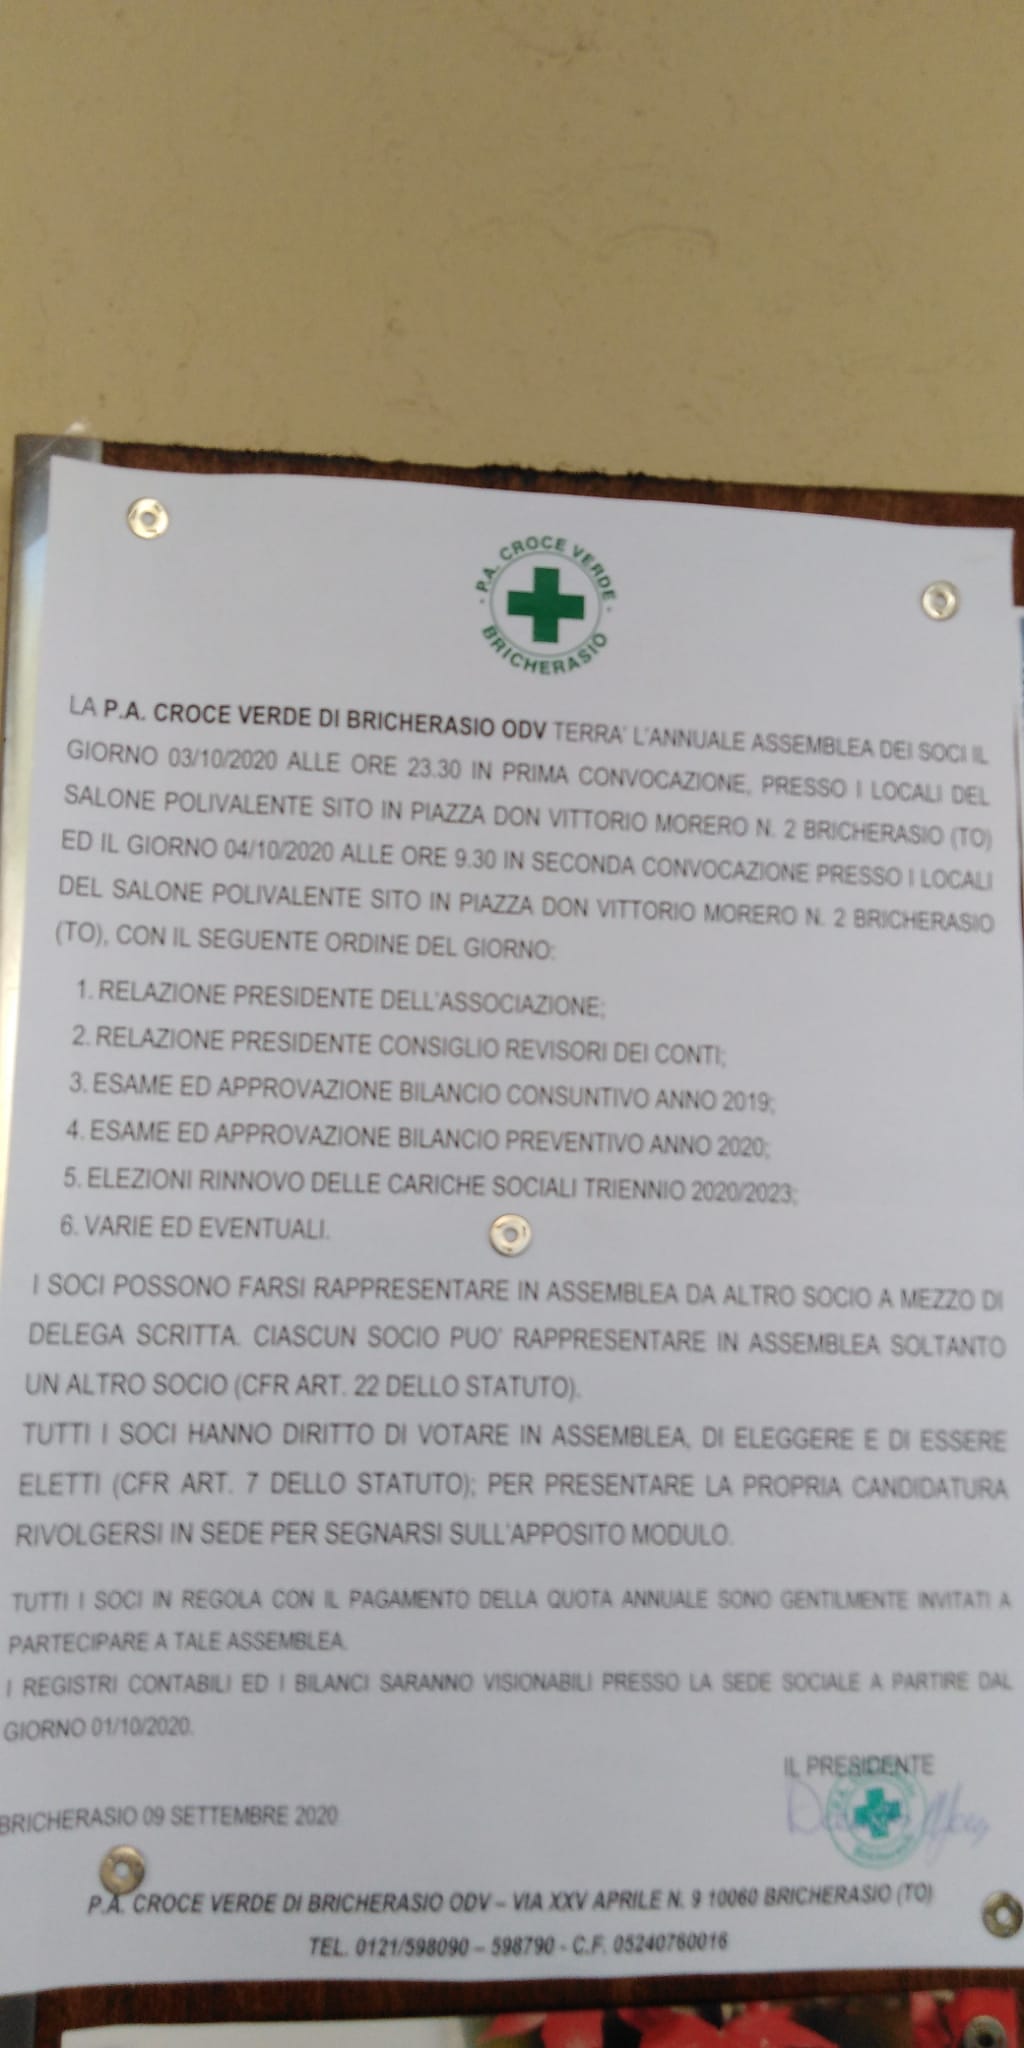 P.A. CROCE VERDE
BRICHERASIO
LA P.A. CROCE VERDE DI BRICHERASIO ODV TERRA' L'ANNUALE ASSEMBLEA DEI SOCI IL
GIORNO 03/10/2020 ALLE ORE 23.30 IN PRIMA CONVOCAZIONE, PRESSO I LOCALI DEL
SALONE POLIVALENTE SITO IN PIAZZA DON VITTORIO MORERO N. 2 BRICHERASIO (TO)
ED IL GIORNO 04/10/2020 ALLE ORE 9.30 IN SECONDA CONVOCAZIONE PRESSO I LOCALI
DEL SALONE POLIVALENTE SITO IN PIAZZA DON VITTORIO MORERO N. 2 BRICHERASIO
(TO), CON IL SEGUENTE ORDINE DEL GIORNO:
1. RELAZIONE PRESIDENTE DELL'ASSOCIAZIONE;
2. RELAZIONE PRESIDENTE CONSIGLIO REVISORI DEI CONTI;
3. ESAME ED APPROVAZIONE BILANCIO CONSUNTIVO ANNO 2019;
4. ESAME ED APPROVAZIONE BILANCIO PREVENTIVO ANNO 2020;
5. ELEZIONI RINNOVO DELLE CARICHE SOCIALI TRIENNIO 2020/2023;
6. VARIE ED EVENTUALI.
I SOCI POSSONO FARSI RAPPRESENTARE IN ASSEMBLEA DA ALTRO SOCIO A MEZZO DI
DELEGA SCRITTA. CIASCUN SOCIO PUO' RAPPRESENTARE IN ASSEMBLEA SOLTANTO
UN ALTRO SOCIO (CFR ART. 22 DELLO STATUTO).
TUTTI I SOCI HANNO DIRITTO DI VOTARE IN ASSEMBLEA, DI ELEGGERE E DI ESSERE
ELETTI (CFR ART. 7 DELLO STATUTO); PER PRESENTARE LA PROPRIA CANDIDATURA
RIVOLGERSI IN SEDE PER SEGNARSI SULL'APPOSITO MODULO.
TUTTI I SOCI IN REGOLA CON IL PAGAMENTO DELLA QUOTA ANNUALE SONO GENTILMENTE INVITATI A
PARTECIPARE A TALE ASSEMBLEA.
I REGISTRI CONTABILI ED I BILANCI SARANNO VISIONABILI PRESSO LA SEDE SOCIALE A PARTIRE DAL
GIORNO 01/10/2020.
IL PRESIDENTE
BRICHERASIO 09 SETTEMBRE 2020
P.A. CROCE VERDE DI BRICHERASIO ODV – VIA XXV APRILE N. 9 10060 BRICHERASIO (TO)
TEL. 0121/598090 – 598790 - C.F. 05240760016